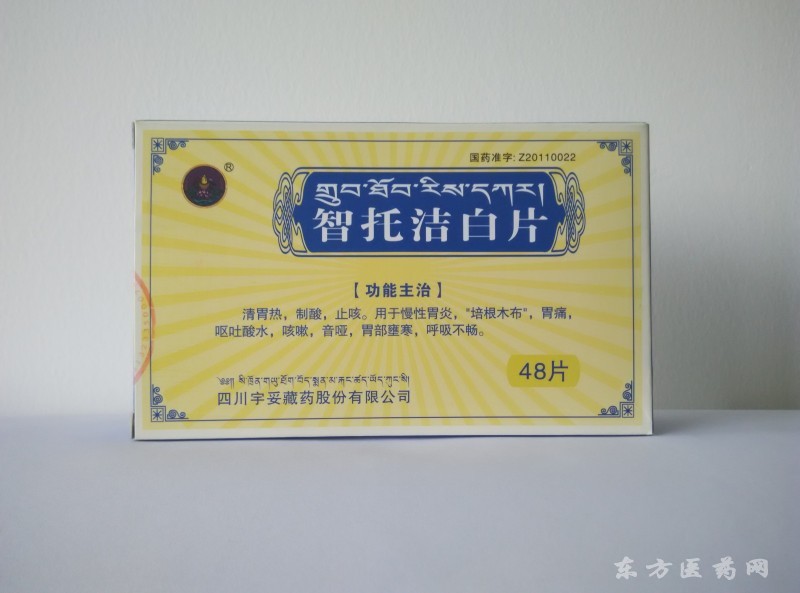 国药准字:Z20110022
®
གྲུབ་ཐོབ་རིམ་དཀར།
智托洁白片
【功能主治】
清胃热，制酸，止咳。用于慢性胃炎，"培根木布"，胃痛，
呕吐酸水，咳嗽，音哑，胃部壅寒，呼吸不畅。
48片
四川宇妥藏药股份有限公司
东方医药网